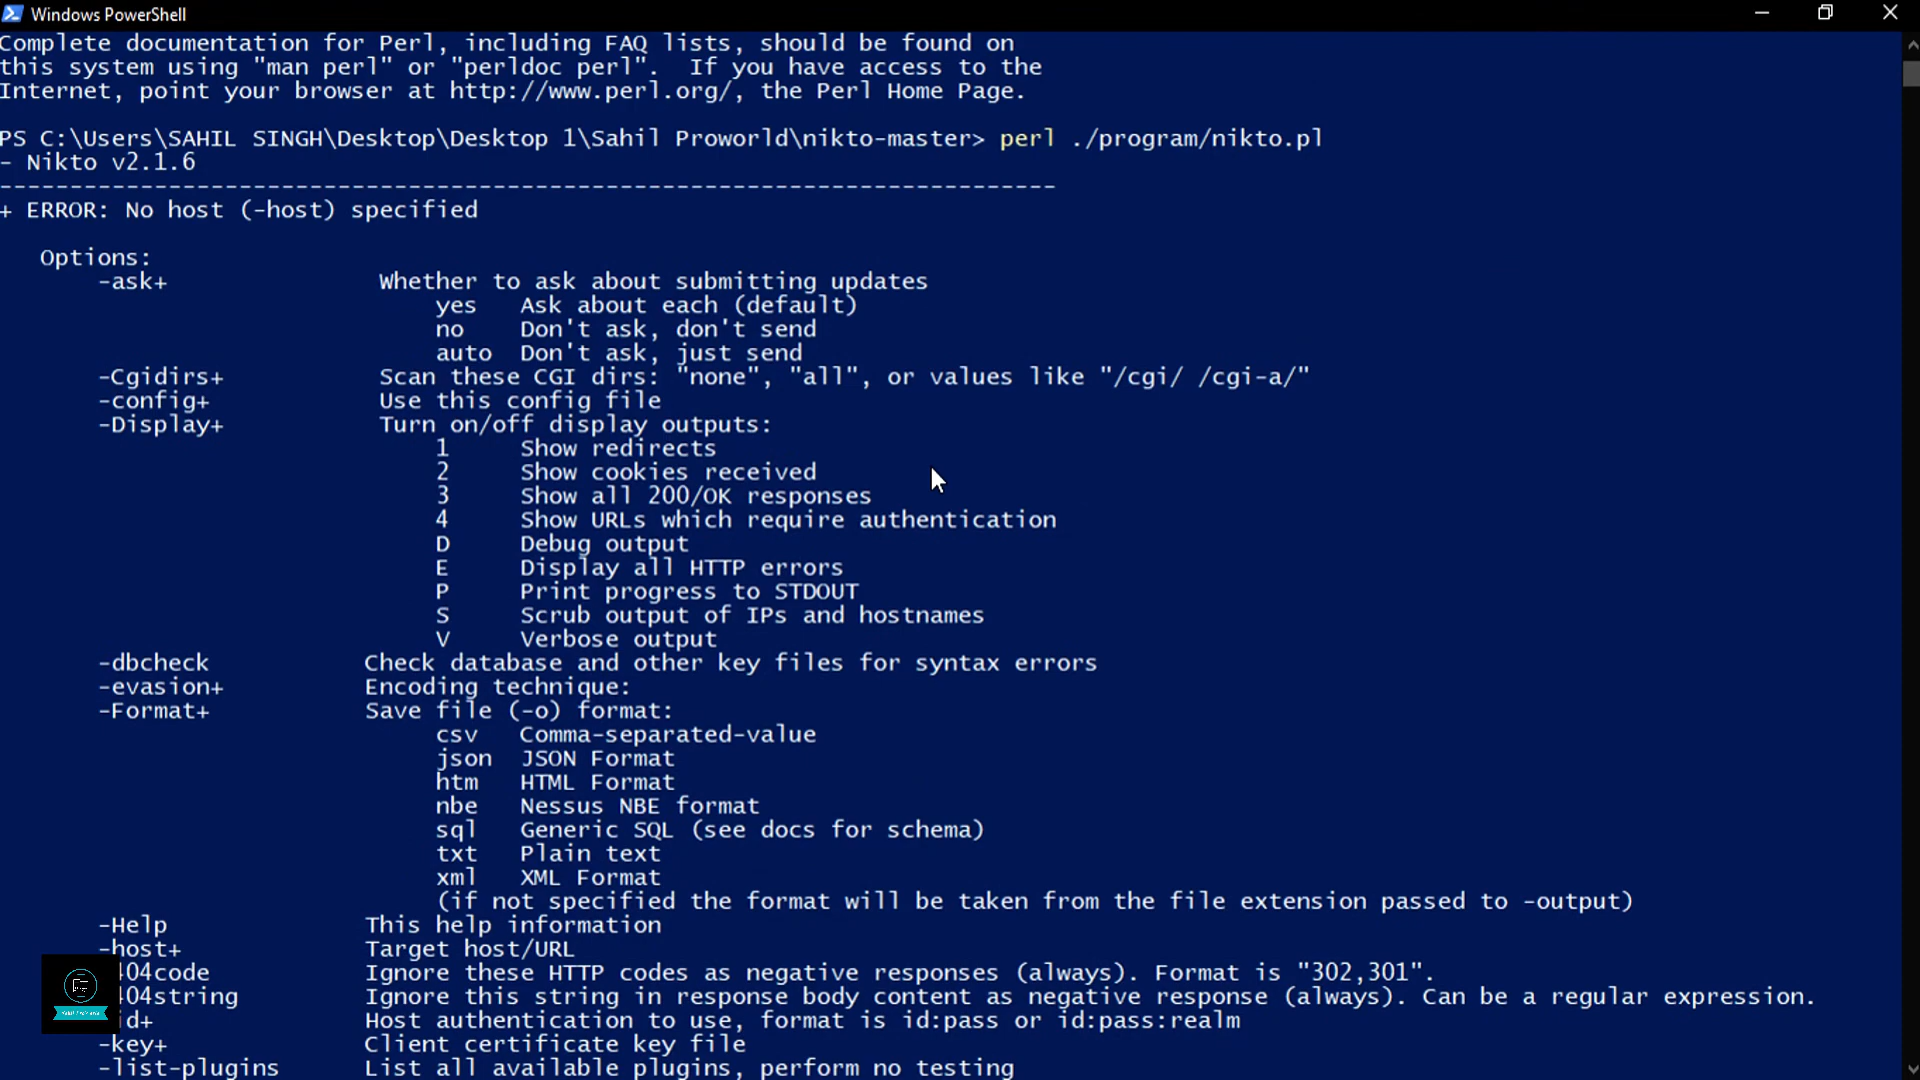 Windows PowerShell
Complete documentation for Perl, including FAQ lists, should be found on
this system using "man perl" or "perldoc perl".  If you have access to the
Internet, point your browser at http://www.perl.org/, the Perl Home Page.
PS C:\Users\SAHIL SINGH\Desktop\Desktop 1\Sahil Proworld\nikto-master> perl ./program/nikto.pl
- Nikto v2.1.6
---------------------------------------------------------------------------
+ ERROR: No host (-host) specified
Options:
-ask+ Whether to ask about submitting updates
yes Ask about each (default)
no Don't ask, don't send
auto Don't ask, just send
-Cgidirs+ Scan these CGI dirs: "none", "all", or values like "/cgi/ /cgi-a/"
-config+ Use this config file
-Display+ Turn on/off display outputs:
1 Show redirects
2 Show cookies received
3 Show all 200/OK responses
4 Show URLs which require authentication
D Debug output
E Display all HTTP errors
P Print progress to STDOUT
S Scrub output of IPs and hostnames
V Verbose output
-dbcheck Check database and other key files for syntax errors
-evasion+ Encoding technique:
-Format+ Save file (-o) format:
csv Comma-separated-value
json JSON Format
htm HTML Format
nbe Nessus NBE format
sql Generic SQL (see docs for schema)
txt Plain text
xml XML Format
(if not specified the format will be taken from the file extension passed to -output)
-Help This help information
-host+ Target host/URL
404code Ignore these HTTP codes as negative responses (always). Format is "302,301".
404string Ignore this string in response body content as negative response (always). Can be a regular expression.
id+ Host authentication to use, format is id:pass or id:pass:realm
-key+ Client certificate key file
-list-plugins List all available plugins, perform no testing